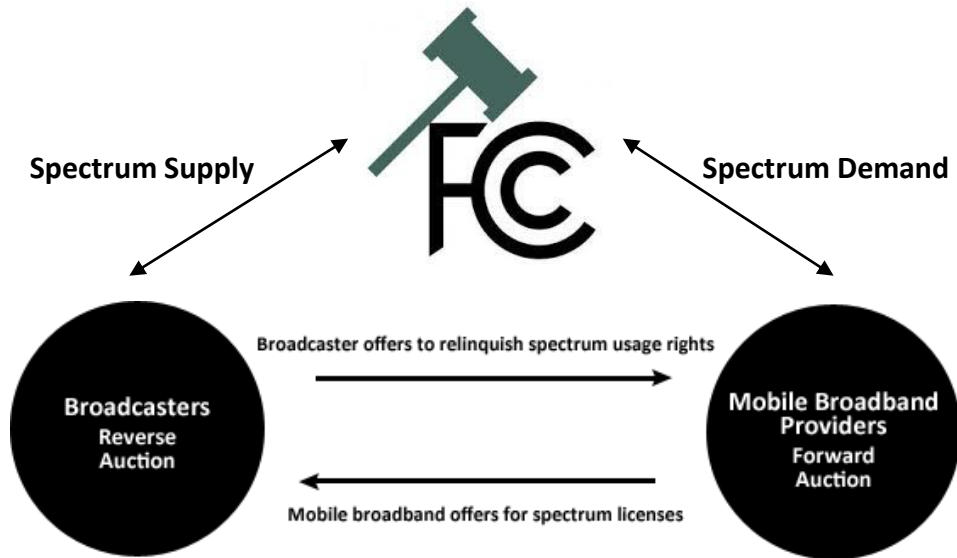 FCC
Spectrum Supply
Spectrum Demand
Broadcaster offers to relinquish spectrum usage rights
Broadcasters
Reverse
Auction
Mobile Broadband
Providers
Forward
Auction
Mobile broadband offers for spectrum licenses